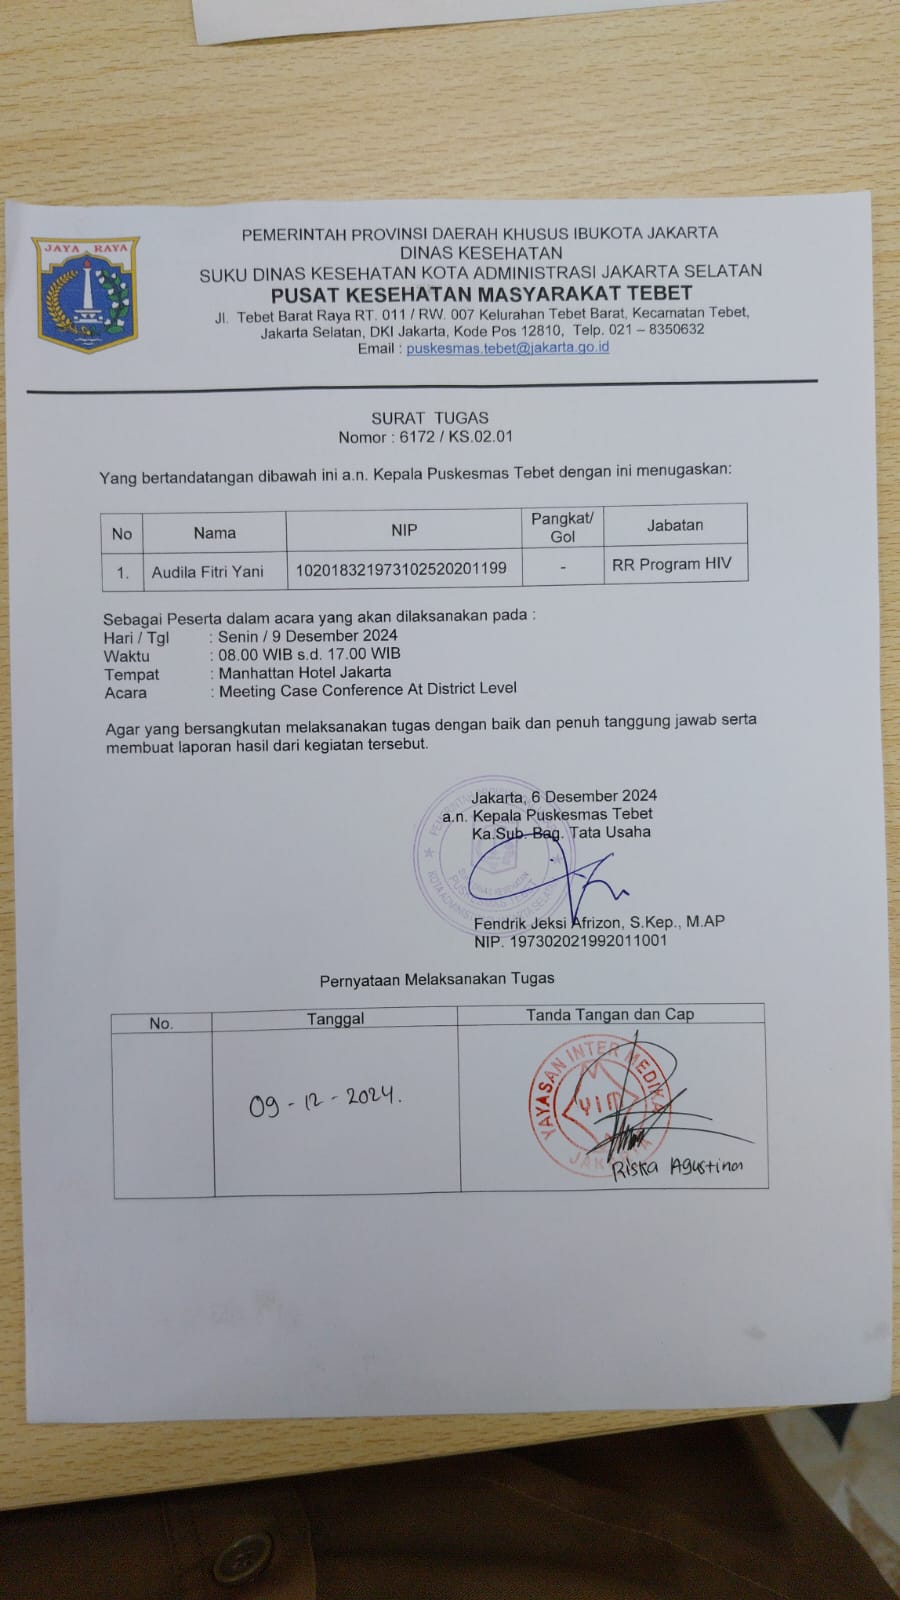 JAYA RAYA
PEMERINTAH PROVINSI DAERAH KHUSUS IBUKOTA JAKARTA
DINAS KESEHATAN
SUKU DINAS KESEHATAN KOTA ADMINISTRASI JAKARTA SELATAN
PUSAT KESEHATAN MASYARAKAT TEBET
Jl. Tebet Barat Raya RT. 011 / RW. 007 Kelurahan Tebet Barat, Kecamatan Tebet,
Jakarta Selatan, DKI Jakarta, Kode Pos 12810, Telp. 021 – 8350632
Email : puskesmas.tebet@jakarta.go.id
SURAT TUGAS
Nomor : 6172 / KS.02.01
Yang bertandatangan dibawah ini a.n. Kepala Puskesmas Tebet dengan ini menugaskan:
No Nama NIP Pangkat/ Gol Jabatan
1. Audila Fitri Yani 102018321973102520201199 - RR Program HIV
Sebagai Peserta dalam acara yang akan dilaksanakan pada :
Hari / Tgl : Senin / 9 Desember 2024
Waktu : 08.00 WIB s.d. 17.00 WIB
Tempat : Manhattan Hotel Jakarta
Acara : Meeting Case Conference At District Level
Agar yang bersangkutan melaksanakan tugas dengan baik dan penuh tanggung jawab serta
membuat laporan hasil dari kegiatan tersebut.
Jakarta, 6 Desember 2024
a.n. Kepala Puskesmas Tebet
Ka.Sub. Bag. Tata Usaha
PUSKESMAS TEBET
Fendrik Jeksi Afrizon, S.Kep., M.AP
NIP. 197302021992011001
Pernyataan Melaksanakan Tugas
No. Tanggal Tanda Tangan dan Cap
09 - 12 - 2024.
YAYASAN INTER MEDIKA
YIM
JAKARTA
Riska Agustina